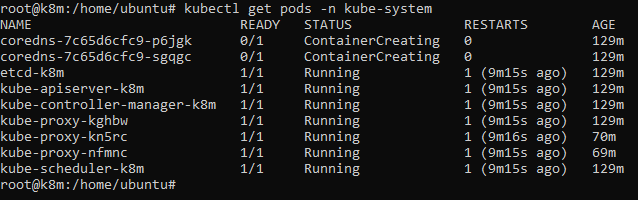 root@k8m:/home/ubuntu# kubectl get pods -n kube-system
NAME READY STATUS RESTARTS AGE
coredns-7c65d6cfc9-p6jgk 0/1 ContainerCreating 0 129m
coredns-7c65d6cfc9-sgqgc 0/1 ContainerCreating 0 129m
etcd-k8m 1/1 Running 1 (9m15s ago) 129m
kube-apiserver-k8m 1/1 Running 1 (9m15s ago) 129m
kube-controller-manager-k8m 1/1 Running 1 (9m15s ago) 129m
kube-proxy-kghbw 1/1 Running 1 (9m15s ago) 129m
kube-proxy-kn5rc 1/1 Running 1 (9m16s ago) 70m
kube-proxy-nfmnc 1/1 Running 1 (9m15s ago) 69m
kube-scheduler-k8m 1/1 Running 1 (9m15s ago) 129m
root@k8m:/home/ubuntu#